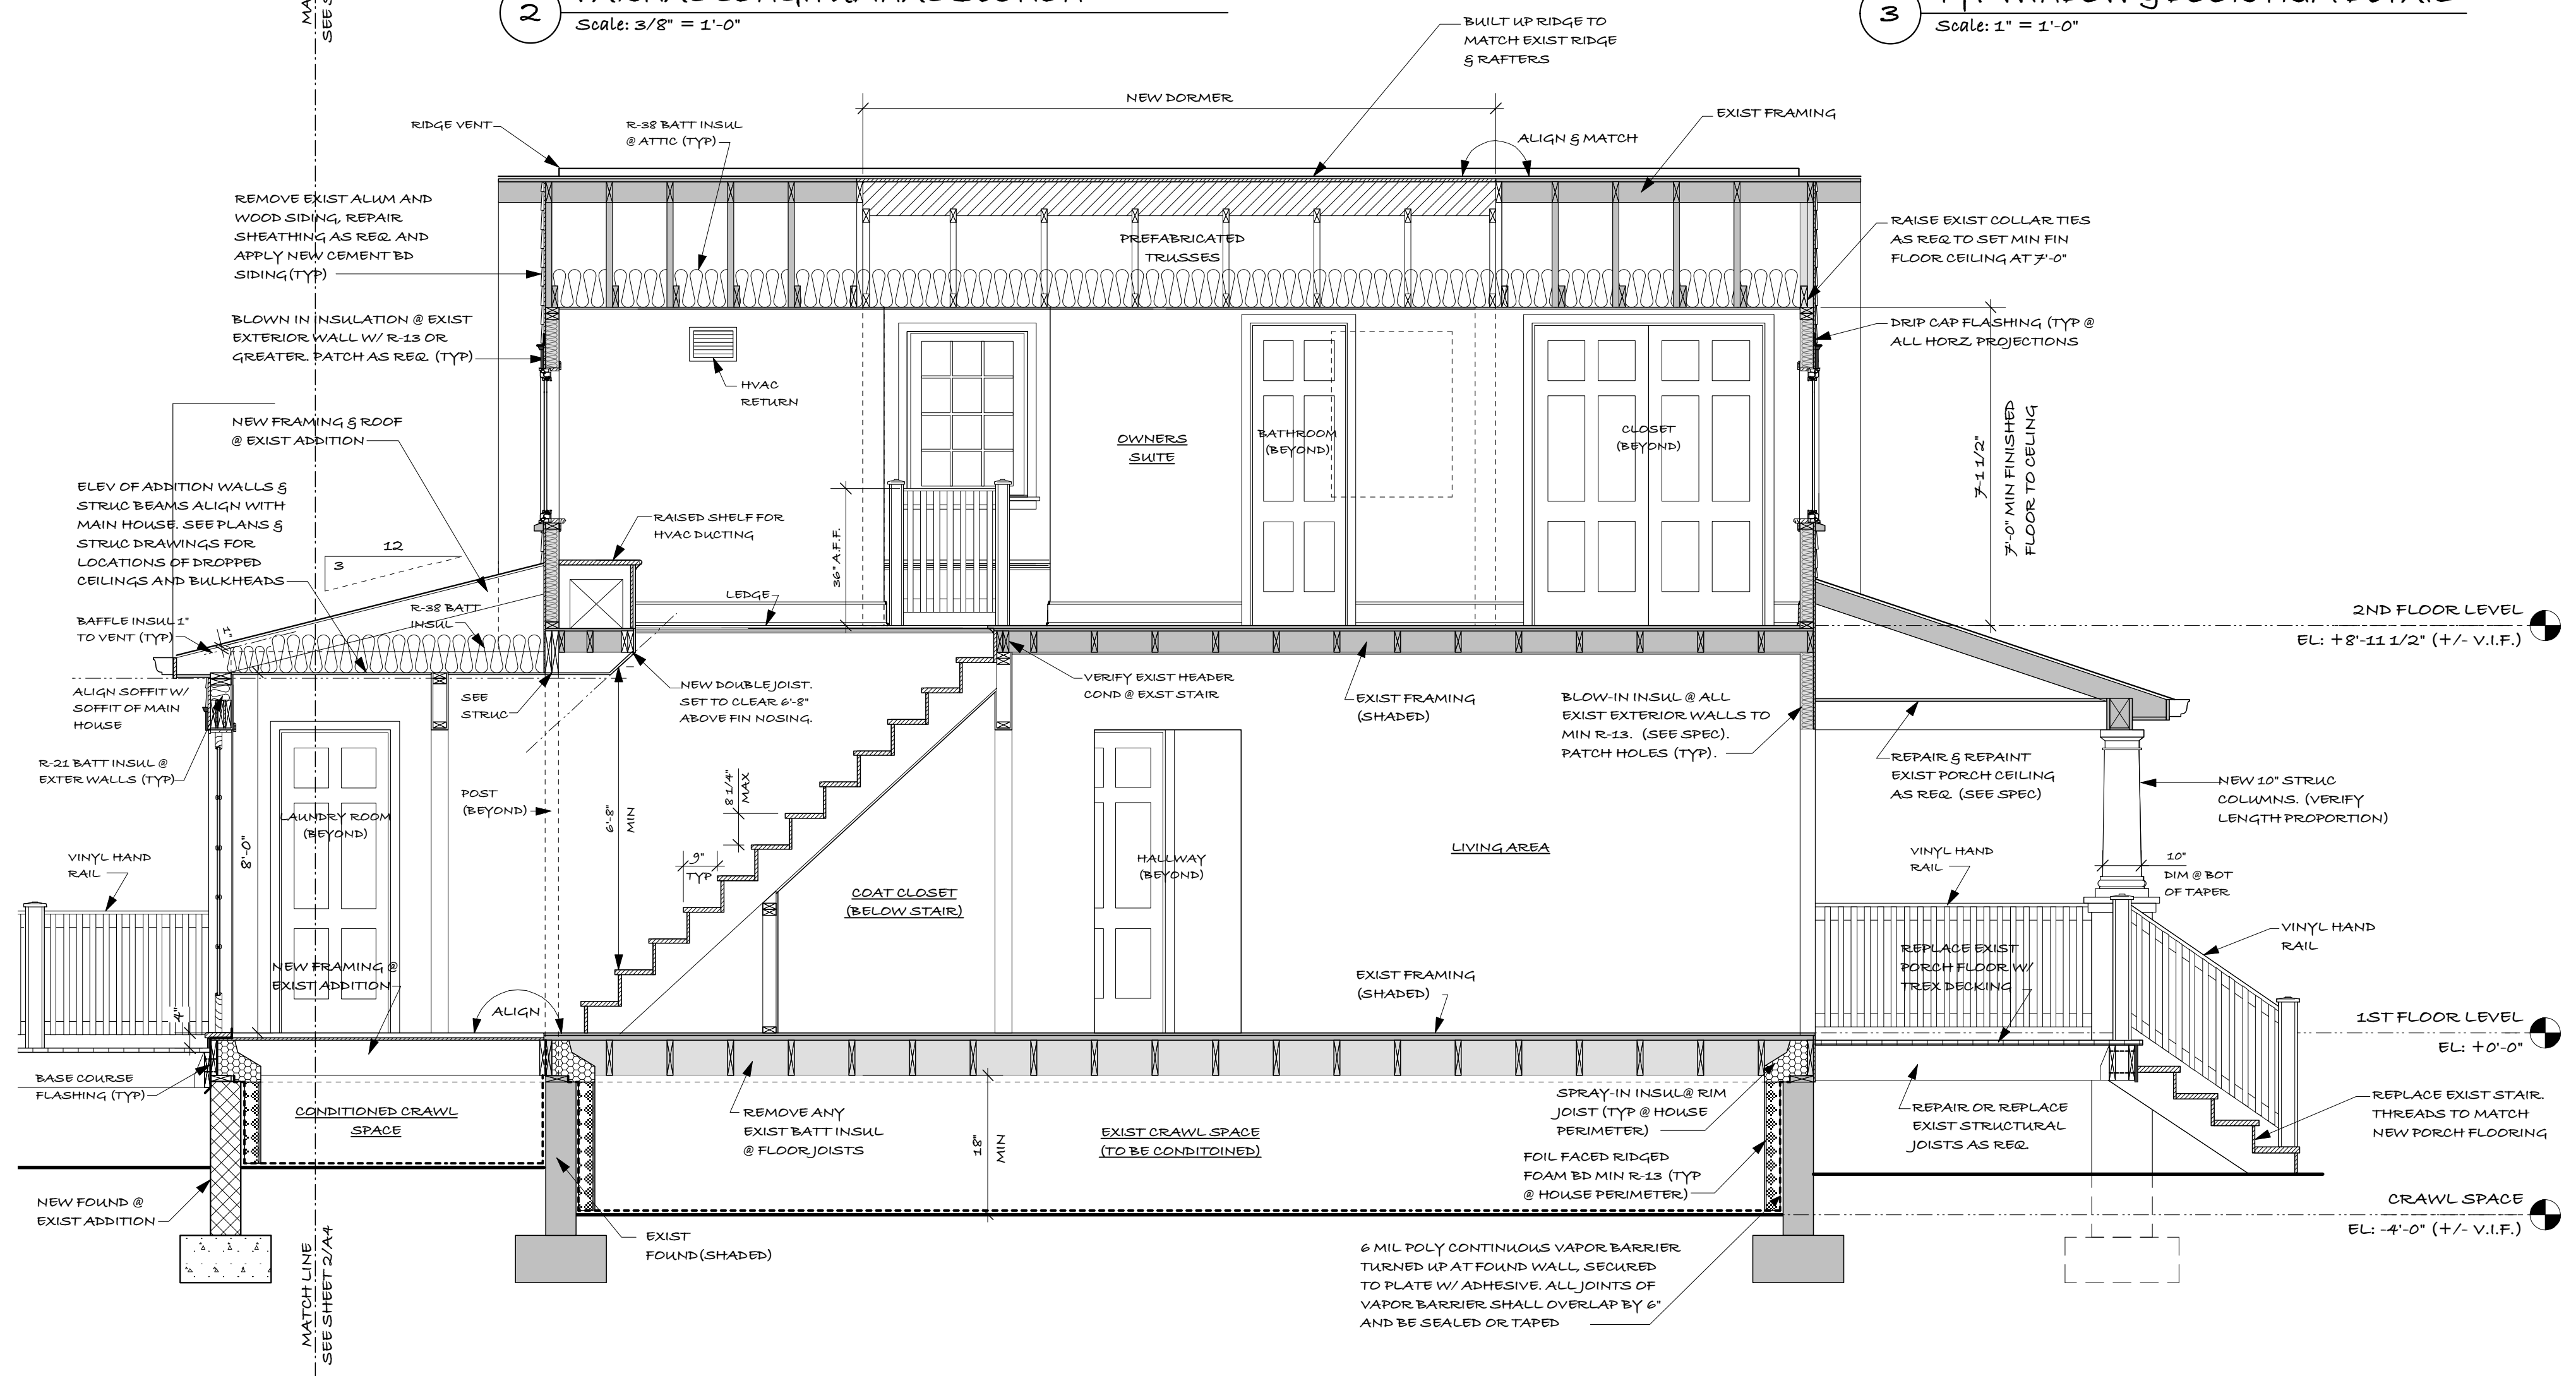 MATCH LINE
SEE SHEET 2/A4
2
Scale: 3/8" = 1'-0"
3
Scale: 1" = 1'-0"
BUILT UP RIDGE TO
MATCH EXIST RIDGE
& RAFTERS
NEW DORMER
RIDGE VENT
R-38 BATT INSUL
@ ATTIC (TYP)
ALIGN & MATCH
EXIST FRAMING
REMOVE EXIST ALUM AND
WOOD SIDING, REPAIR
SHEATHING AS REQ. AND
APPLY NEW CEMENT BD
SIDING (TYP)
PREFABRICATED
TRUSSES
RAISE EXIST COLLAR TIES
AS REQ TO SET MIN FIN
FLOOR CEILING AT 7'-0"
BLOWN IN INSULATION @ EXIST
EXTERIOR WALL W/ R-13 OR
GREATER. PATCH AS REQ. (TYP)
DRIP CAP FLASHING (TYP @
ALL HORZ. PROJECTIONS
HVAC
RETURN
NEW FRAMING & ROOF
@ EXIST ADDITION
OWNERS
SUITE
BATHROOM
(BEYOND)
CLOSET
(BEYOND)
7-1 1/2"
7'-0" MIN FINISHED
FLOOR TO CEILING
ELEV OF ADDITION WALLS &
STRUC BEAMS ALIGN WITH
MAIN HOUSE. SEE PLANS &
STRUC DRAWINGS FOR
LOCATIONS OF DROPPED
CEILINGS AND BULKHEADS
12
3
RAISED SHELF FOR
HVAC DUCTING
36" A.F.F.
LEDGE
R-38 BATT
INSUL
BAFFLE INSUL 1"
TO VENT (TYP)
1"
2ND FLOOR LEVEL
EL: +8'-11 1/2" (+/- V.I.F.)
ALIGN SOFFIT W/
SOFFIT OF MAIN
HOUSE
SEE
STRUC
NEW DOUBLE JOIST.
SET TO CLEAR 6'-8"
ABOVE FIN NOSING.
VERIFY EXIST HEADER
COND @ EXST STAIR
EXIST FRAMING
(SHADED)
BLOW-IN INSUL @ ALL
EXIST EXTERIOR WALLS TO
MIN R-13. (SEE SPEC).
PATCH HOLES (TYP).
R-21 BATT INSUL @
EXTER WALLS (TYP)
REPAIR & REPAINT
EXIST PORCH CEILING
AS REQ. (SEE SPEC)
NEW 10" STRUC
COLUMNS. (VERIFY
LENGTH PROPORTION)
POST
(BEYOND)
6'-8"
MIN
8 1/4"
MAX
9"
TYP
LAUNDRY ROOM
(BEYOND)
8'-0"
VINYL HAND
RAIL
COAT CLOSET
(BELOW STAIR)
HALLWAY
(BEYOND)
LIVING AREA
VINYL HAND
RAIL
10"
DIM @ BOT
OF TAPER
VINYL HAND
RAIL
REPLACE EXIST
PORCH FLOOR W/
TREX DECKING
NEW FRAMING @
EXIST ADDITION
ALIGN
EXIST FRAMING
(SHADED)
4"
1ST FLOOR LEVEL
EL: +0'-0"
BASE COURSE
FLASHING (TYP)
CONDITIONED CRAWL
SPACE
REMOVE ANY
EXIST BATT INSUL
@ FLOOR JOISTS
18"
MIN
EXIST CRAWL SPACE
(TO BE CONDITOINED)
SPRAY-IN INSUL@ RIM
JOIST (TYP @ HOUSE
PERIMETER)
FOIL FACED RIDGED
FOAM BD MIN R-13 (TYP
@ HOUSE PERIMETER)
REPAIR OR REPLACE
EXIST STRUCTURAL
JOISTS AS REQ.
REPLACE EXIST STAIR.
THREADS TO MATCH
NEW PORCH FLOORING
NEW FOUND @
EXIST ADDITION
EXIST
FOUND (SHADED)
CRAWL SPACE
EL: -4'-0" (+/- V.I.F.)
6 MIL POLY CONTINUOUS VAPOR BARRIER
TURNED UP AT FOUND WALL, SECURED
TO PLATE W/ ADHESIVE. ALL JOINTS OF
VAPOR BARRIER SHALL OVERLAP BY 6"
AND BE SEALED OR TAPED